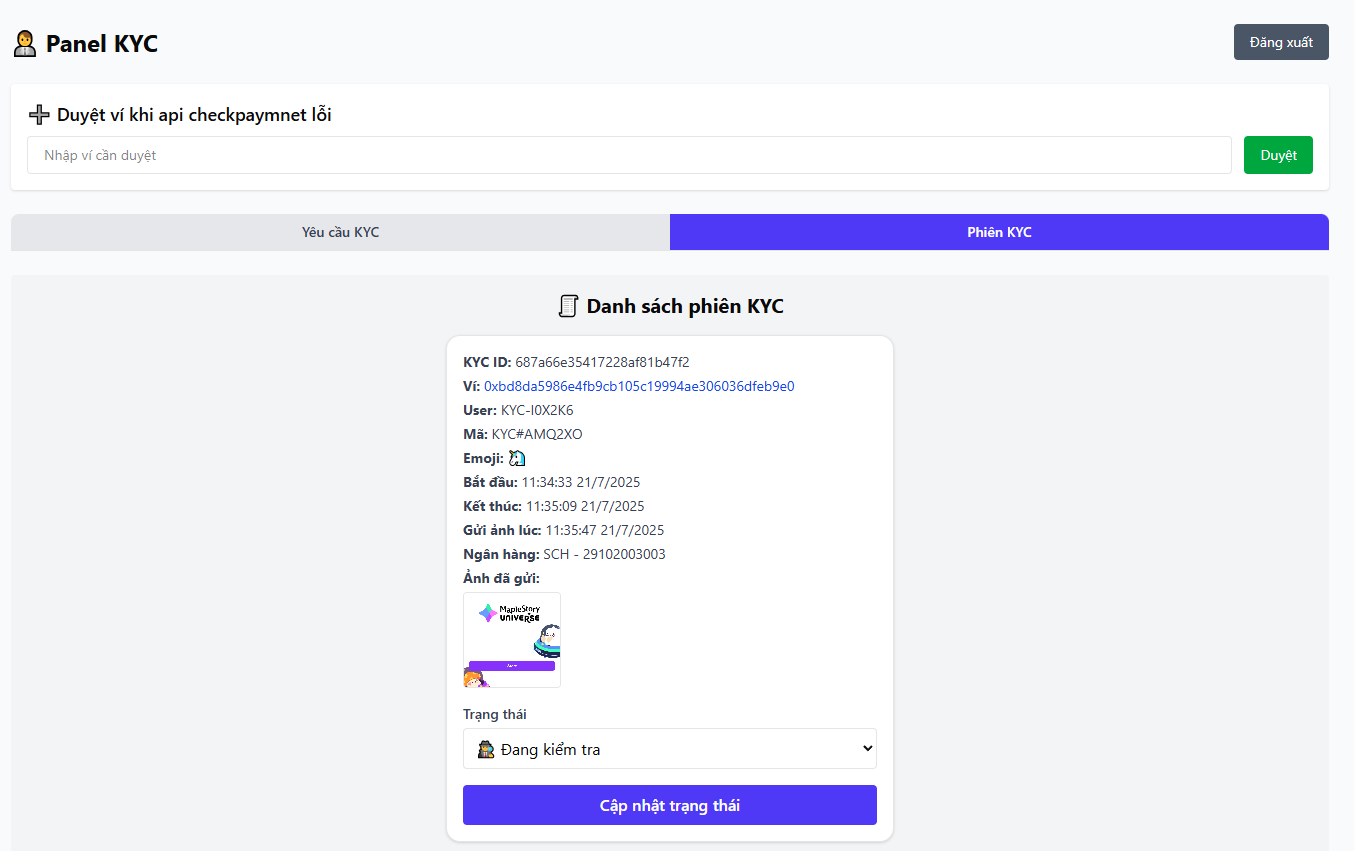 Panel KYC
Đăng xuất
Duyệt ví khi api checkpaymnet lỗi
Nhập ví cần duyệt
Duyệt
Yêu cầu KYC
Phiên KYC
Danh sách phiên KYC
KYC ID: 687a66e35417228af81b47f2
Ví: 0xbd8da5986e4fb9cb105c19994ae306036dfeb9e0
User: KYC-I0X2K6
Mã: KYC#AMQ2XO
Emoji:
Bắt đầu: 11:34:33 21/7/2025
Kết thúc: 11:35:09 21/7/2025
Gửi ảnh lúc: 11:35:47 21/7/2025
Ngân hàng: SCH - 29102003003
Ảnh đã gửi:
MapleStory
UNIVERSE
Trạng thái
Đang kiểm tra
Cập nhật trạng thái